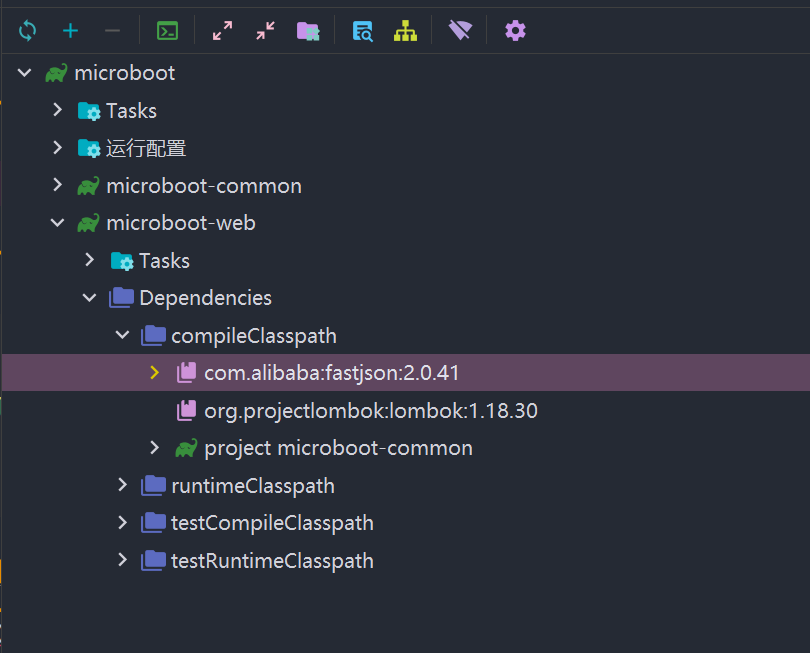 microboot
Tasks
运行配置
microboot-common
microboot-web
Tasks
Dependencies
compileClasspath
com.alibaba:fastjson:2.0.41
org.projectlombok:lombok:1.18.30
project microboot-common
runtimeClasspath
testCompileClasspath
testRuntimeClasspath